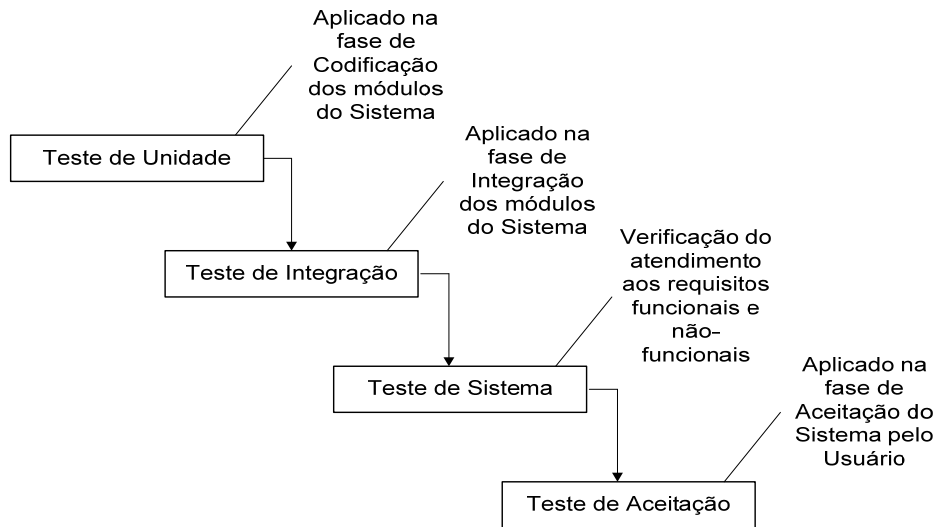 Aplicado na
fase de
Codificação
dos módulos
do Sistema
Teste de Unidade
Aplicado na
fase de
Integração
dos módulos
do Sistema
Teste de Integração
Verificação do
atendimento
aos requisitos
funcionais e
não-
funcionais
Teste de Sistema
Aplicado na
fase de
Aceitação do
Sistema pelo
Usuário
Teste de Aceitação